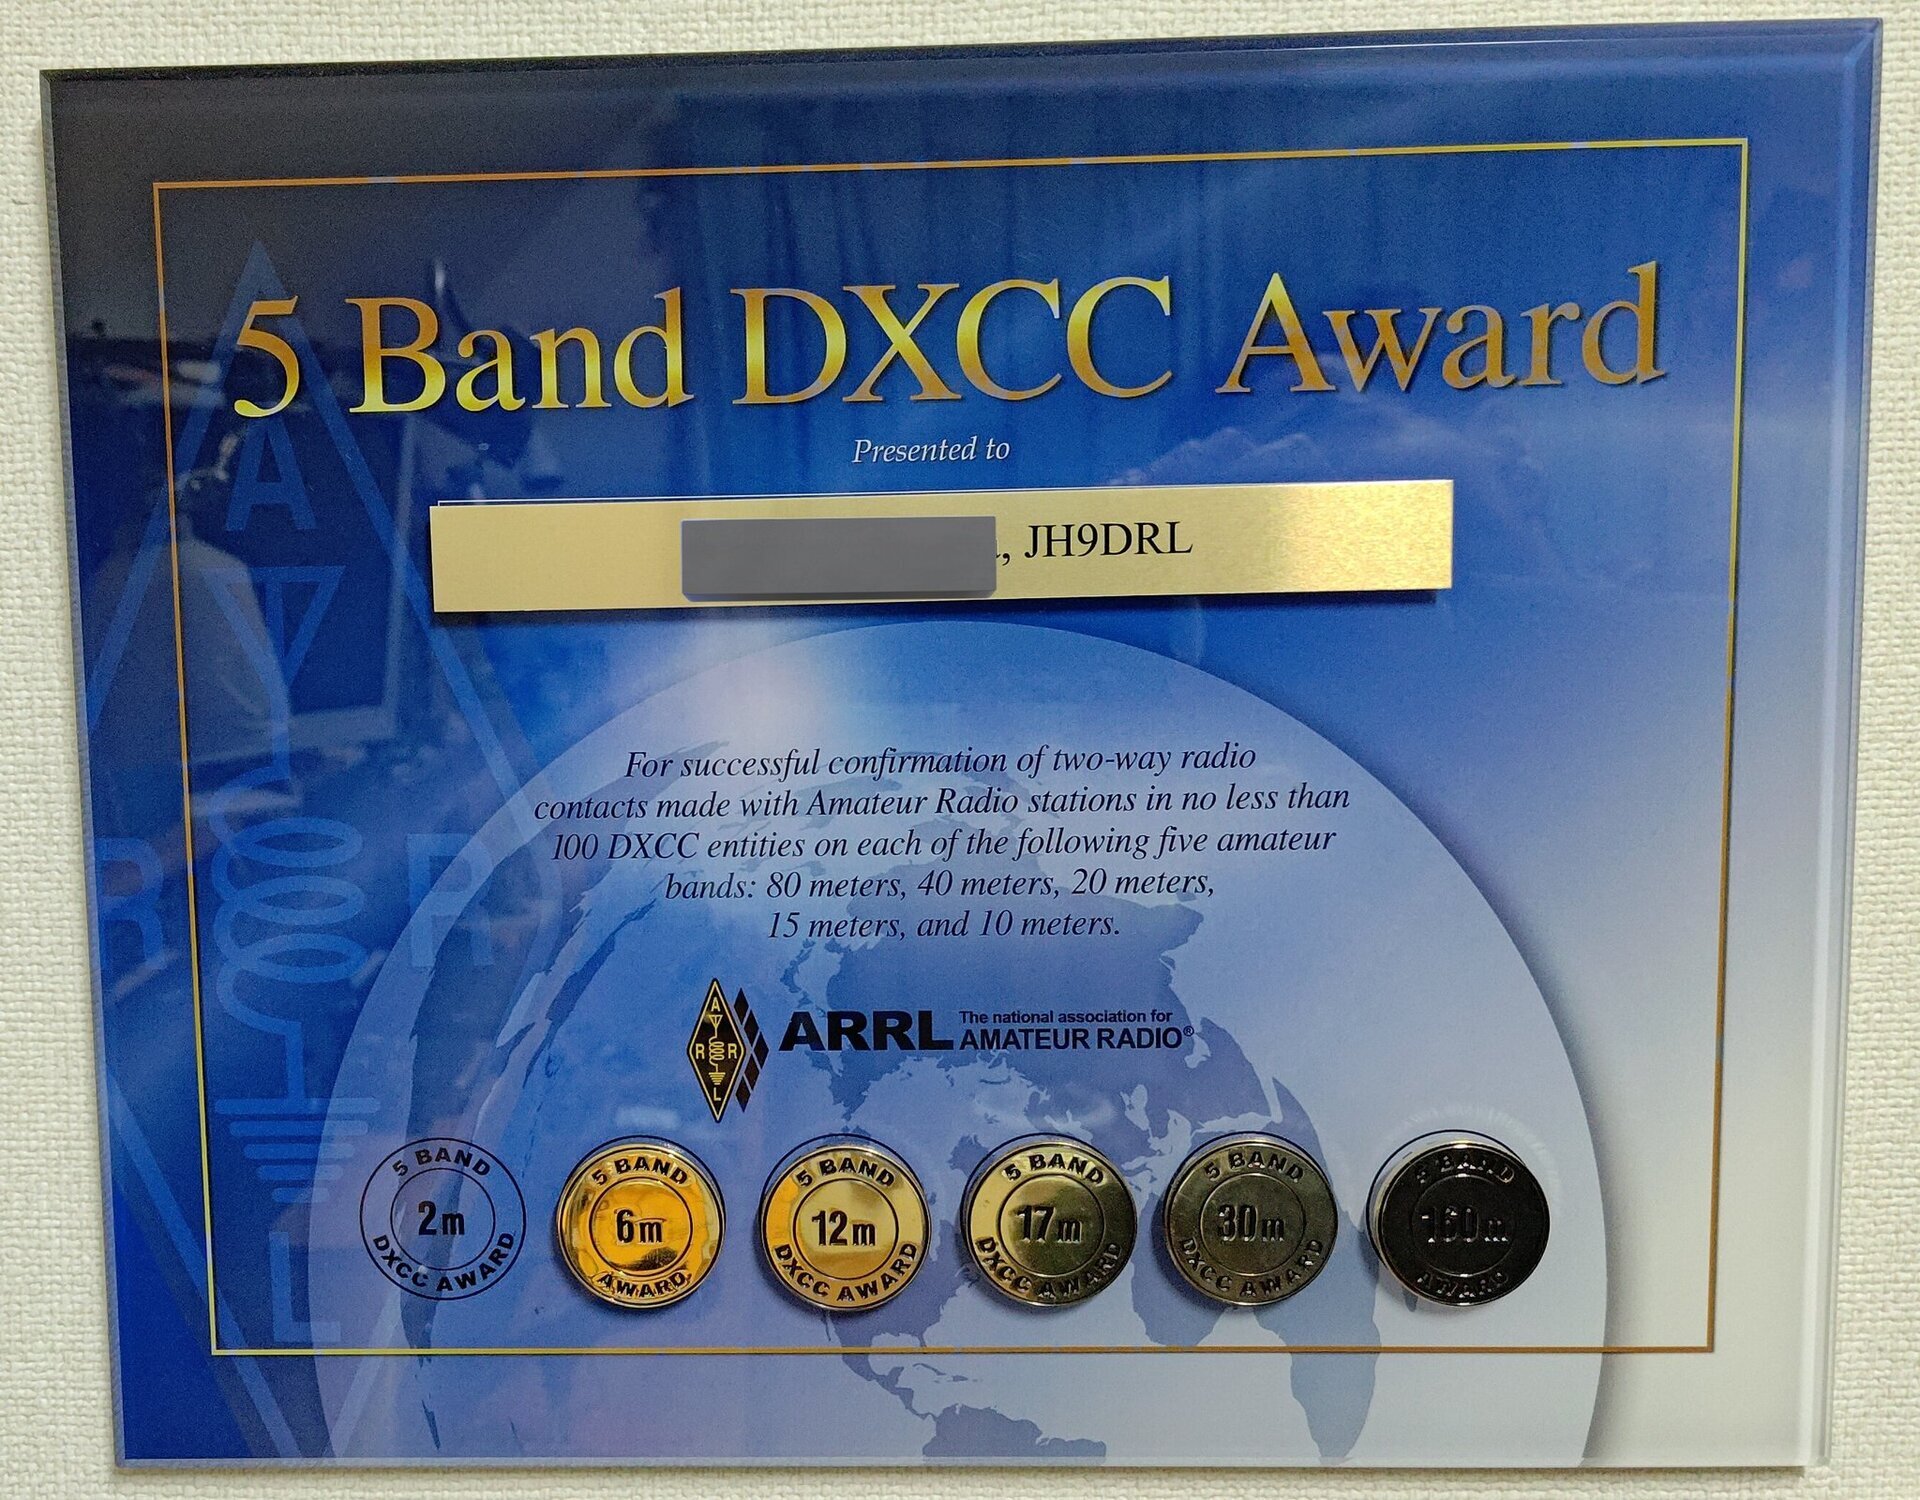 5 Band DXCC Award
Presented to
, JH9DRL
For successful confirmation of two-way radio
contacts made with Amateur Radio stations in no less than
100 DXCC entities on each of the following five amateur
bands: 80 meters, 40 meters, 20 meters,
15 meters, and 10 meters.
A
R R
L
ARRL The national association for
AMATEUR RADIO®
5 BAND
2m
DXCC AWARD
5 BAND
6m
AWARD
5 BAND
12m
DXCC AWARD
5 BAND
17m
DXCC AWARD
5 BAND
30m
DXCC AWARD
5 BAND
160m
AWARD
A
R R
L